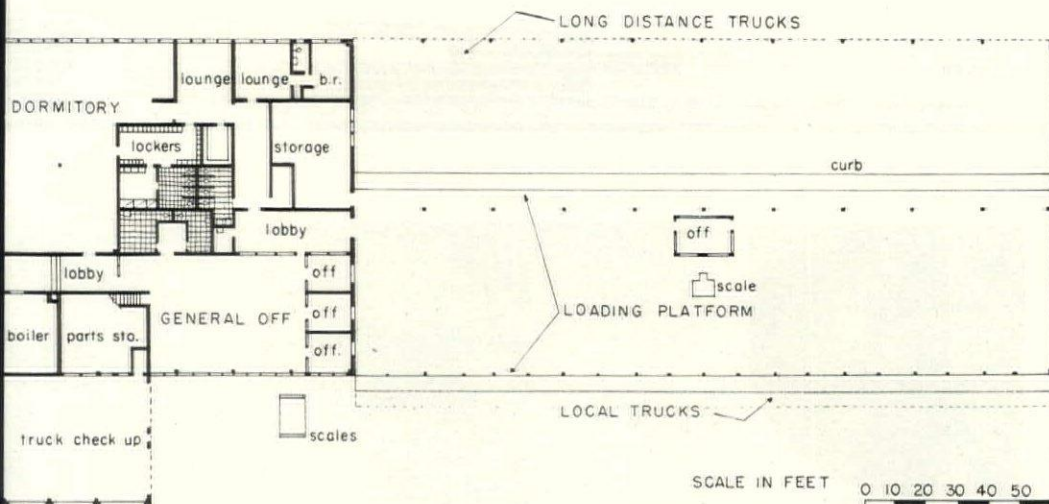 LONG DISTANCE TRUCKS
lounge
lounge
b.r.
DORMITORY
lockers
storage
curb
lobby
off
lobby
off
scale
off
GENERAL OFF
LOADING PLATFORM
boiler
parts sto.
off.
LOCAL TRUCKS
truck check up
scales
SCALE IN FEET
0 10 20 30 40 50